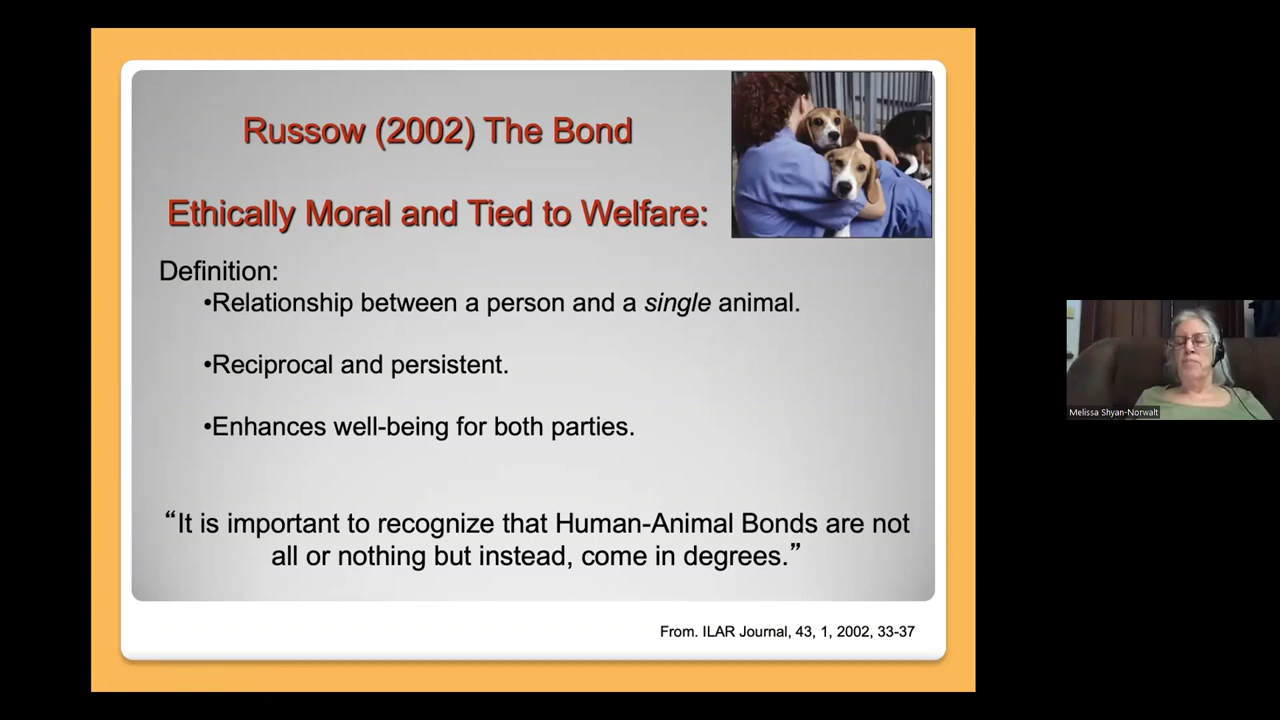 Russow (2002) The Bond
Ethically Moral and Tied to Welfare:
Definition:
•Relationship between a person and a single animal.
•Reciprocal and persistent.
•Enhances well-being for both parties.
“It is important to recognize that Human-Animal Bonds are not
all or nothing but instead, come in degrees.”
From. ILAR Journal, 43, 1, 2002, 33-37
Melissa Shyan-Norwalt